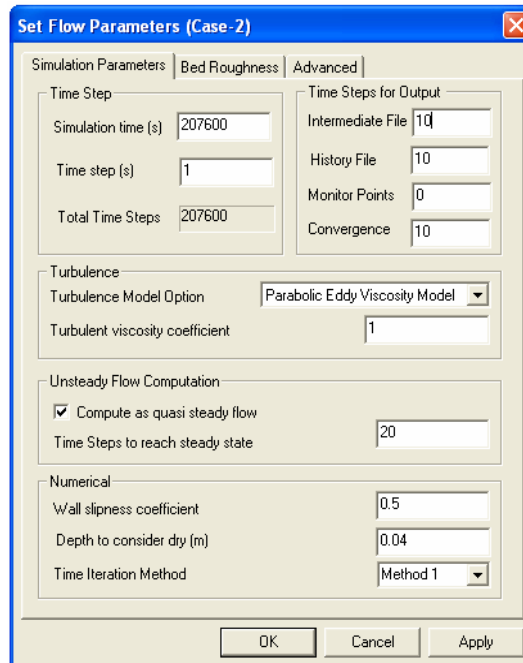 Set Flow Parameters (Case-2)
Simulation Parameters Bed Roughness Advanced
Time Step
Simulation time (s) 207600
Time step (s) 1
Total Time Steps 207600
Time Steps for Output
Intermediate File 10
History File 10
Monitor Points 0
Convergence 10
Turbulence
Turbulence Model Option Parabolic Eddy Viscosity Model
Turbulent viscosity coefficient 1
Unsteady Flow Computation
Compute as quasi steady flow
Time Steps to reach steady state 20
Numerical
Wall slipness coefficient 0.5
Depth to consider dry (m) 0.04
Time Iteration Method Method 1
OK Cancel Apply